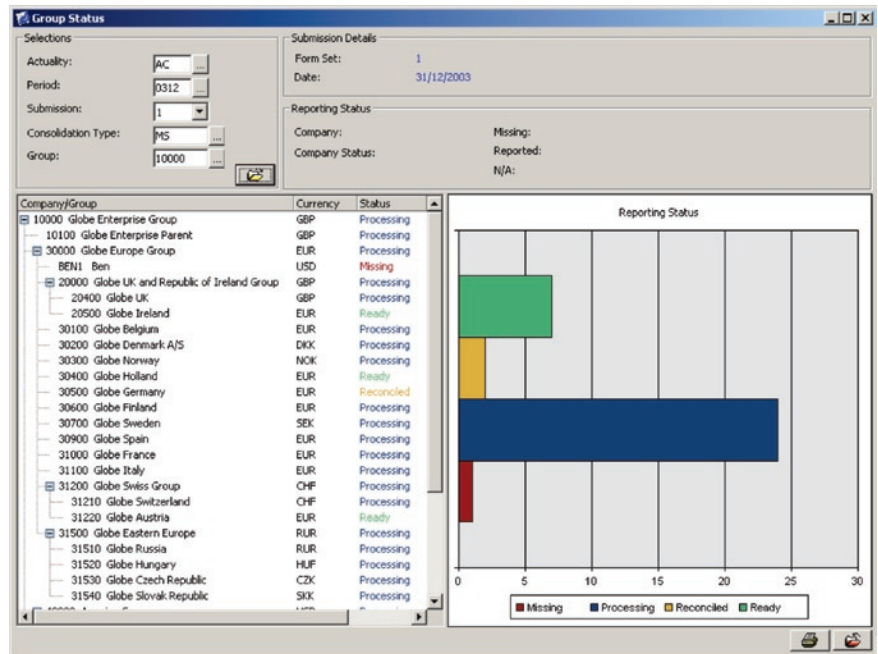 Group Status
Selections
Actuality: AC ...
Period: 0312 ...
Submission: 1
Consolidation Type: MS ...
Group: 10000 ...
Submission Details
Form Set: 1
Date: 31/12/2003
Reporting Status
Company: Missing:
Company Status: Reported:
N/A:
Company/Group Currency Status
10000 Globe Enterprise Group GBP Processing
10100 Globe Enterprise Parent GBP Processing
30000 Globe Europe Group EUR Processing
BEN1 Ben USD Missing
20000 Globe UK and Republic of Ireland Group GBP Processing
20400 Globe UK GBP Processing
20500 Globe Ireland EUR Ready
30100 Globe Belgium EUR Processing
30200 Globe Denmark A/S DKK Processing
30300 Globe Norway NOK Processing
30400 Globe Holland EUR Ready
30500 Globe Germany EUR Reconciled
30600 Globe Finland EUR Processing
30700 Globe Sweden SEK Processing
30900 Globe Spain EUR Processing
31000 Globe France EUR Processing
31100 Globe Italy EUR Processing
31200 Globe Swiss Group CHF Processing
31210 Globe Switzerland CHF Processing
31220 Globe Austria EUR Ready
31500 Globe Eastern Europe RUR Processing
31510 Globe Russia RUR Processing
31520 Globe Hungary HUF Processing
31530 Globe Czech Republic CZK Processing
31540 Globe Slovak Republic SKK Processing
Reporting Status
0 5 10 15 20 25 30
Missing Processing Reconciled Ready